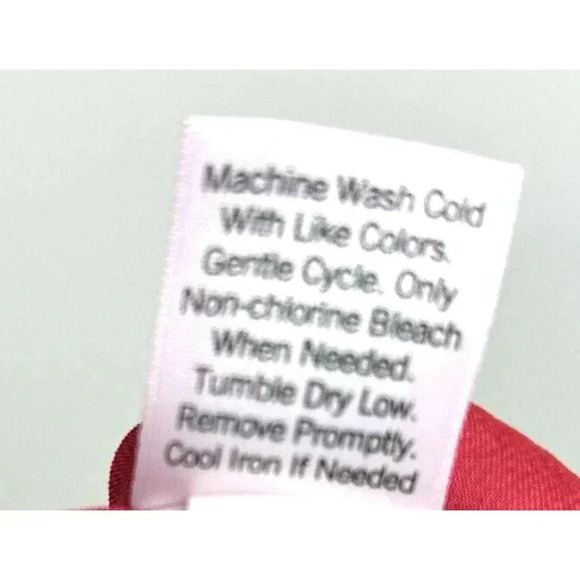 Machine Wash Cold
With Like Colors.
Gentle Cycle. Only
Non-chlorine Bleach
When Needed.
Tumble Dry Low.
Remove Promptly.
Cool Iron If Needed